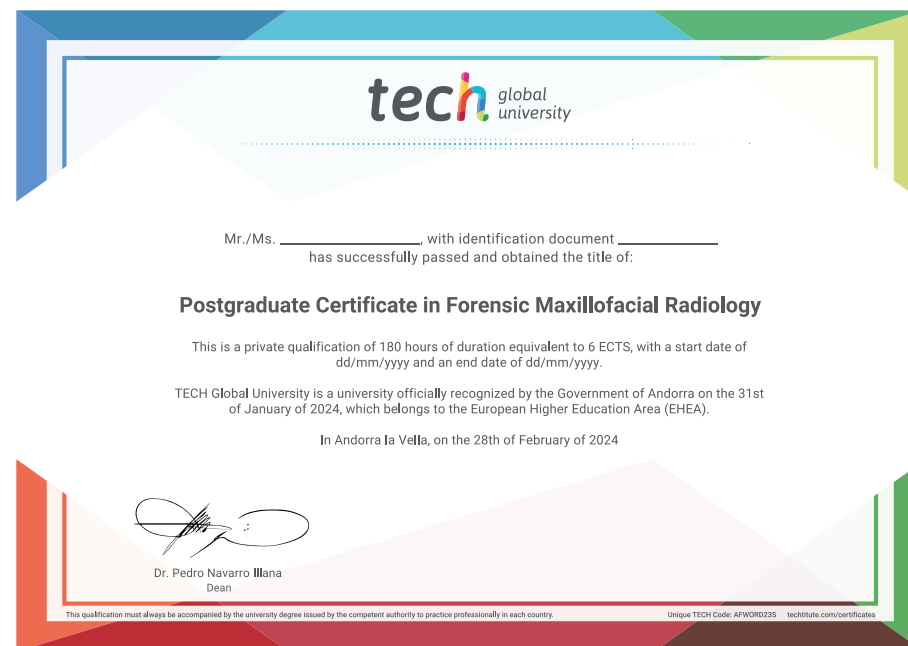 tech global university
Mr./Ms. ____________________, with identification document ______________
has successfully passed and obtained the title of:
Postgraduate Certificate in Forensic Maxillofacial Radiology
This is a private qualification of 180 hours of duration equivalent to 6 ECTS, with a start date of
dd/mm/yyyy and an end date of dd/mm/yyyy.
TECH Global University is a university officially recognized by the Government of Andorra on the 31st
of January of 2024, which belongs to the European Higher Education Area (EHEA).
In Andorra la Vella, on the 28th of February of 2024
Dr. Pedro Navarro Illana
Dean
This qualification must always be accompanied by the university degree issued by the competent authority to practice professionally in each country.
Unique TECH Code: AFWORD23S techtitute.com/certificates